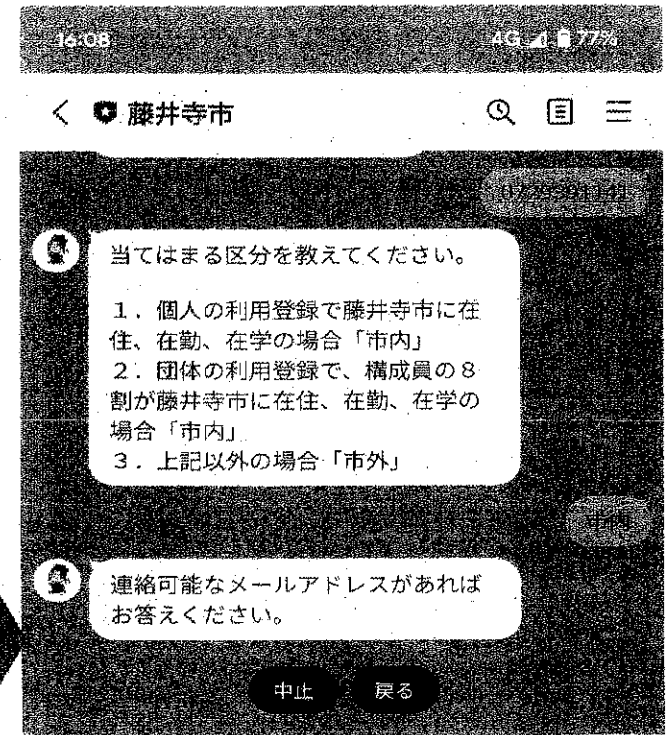 16:08
4G 77%
藤井寺市
当てはまる区分を教えてください。
１．個人の利用登録で藤井寺市に在
住、在勤、在学の場合「市内」
２．団体の利用登録で、構成員の８
割が藤井寺市に在住、在勤、在学の
場合「市内」
３．上記以外の場合「市外」
市内
連絡可能なメールアドレスがあれば
お答えください。
中止
戻る